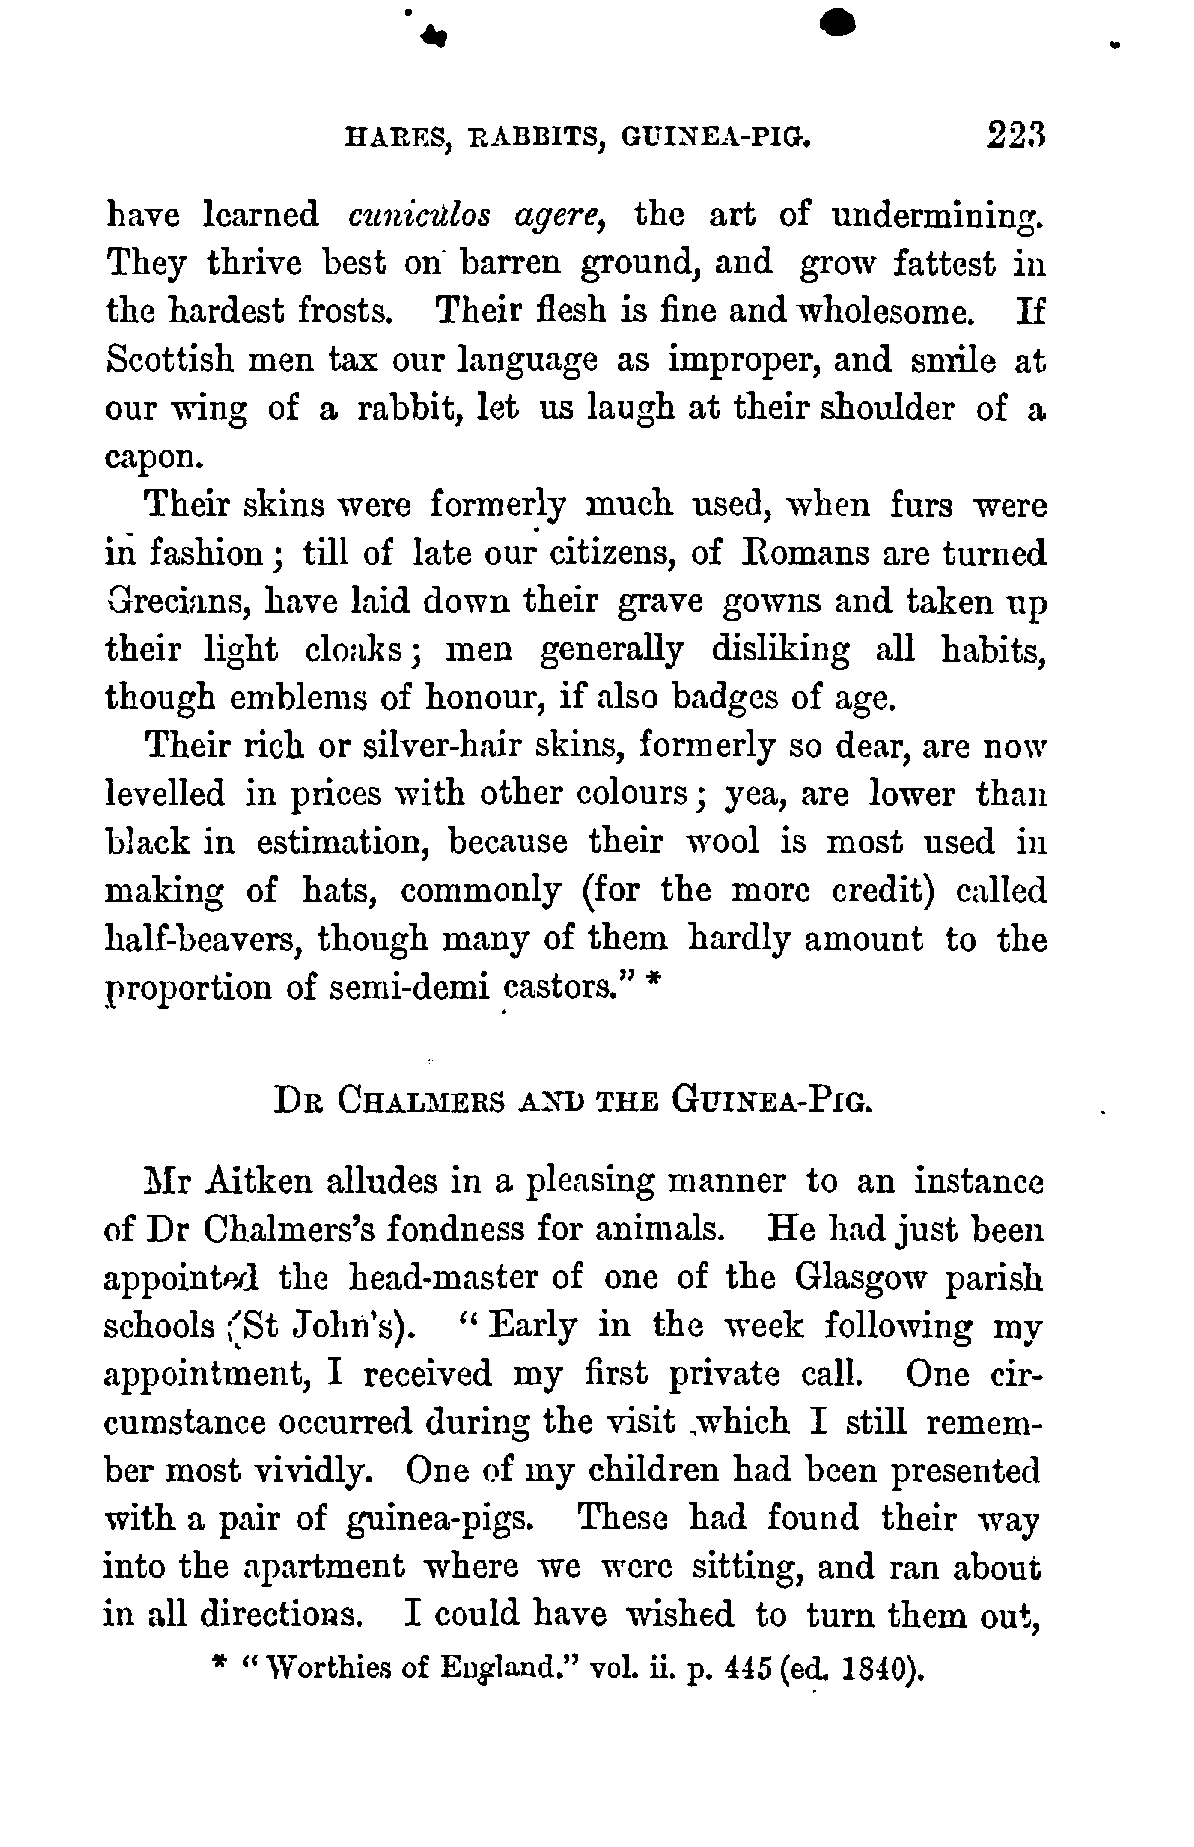 HARES, RABBITS, GUINEA-PIG. 223
have learned cunicúlos agere, the art of undermining.
They thrive best on barren ground, and grow fattest in
the hardest frosts. Their flesh is fine and wholesome. If
Scottish men tax our language as improper, and smile at
our wing of a rabbit, let us laugh at their shoulder of a
capon.
Their skins were formerly much used, when furs were
in fashion; till of late our citizens, of Romans are turned
Grecians, have laid down their grave gowns and taken up
their light cloaks; men generally disliking all habits,
though emblems of honour, if also badges of age.
Their rich or silver-hair skins, formerly so dear, are now
levelled in prices with other colours; yea, are lower than
black in estimation, because their wool is most used in
making of hats, commonly (for the more credit) called
half-beavers, though many of them hardly amount to the
proportion of semi-demi castors." *
DR CHALMERS AND THE GUINEA-PIG.
Mr Aitken alludes in a pleasing manner to an instance
of Dr Chalmers's fondness for animals. He had just been
appointed the head-master of one of the Glasgow parish
schools (St John's). "Early in the week following my
appointment, I received my first private call. One cir-
cumstance occurred during the visit which I still remem-
ber most vividly. One of my children had been presented
with a pair of guinea-pigs. These had found their way
into the apartment where we were sitting, and ran about
in all directions. I could have wished to turn them out,
* "Worthies of England." vol. ii. p. 445 (ed. 1840).